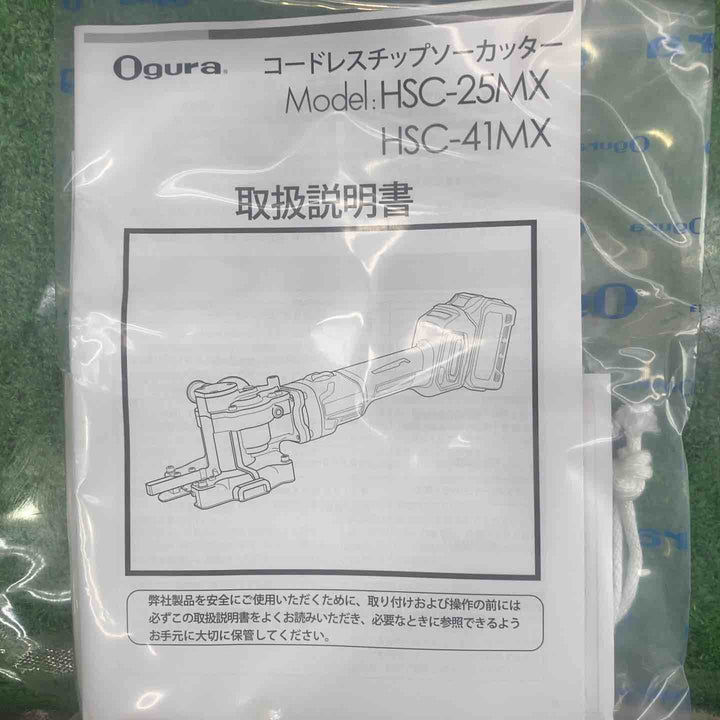 Ogura® コードレスチップソーカッター
Model:HSC-25MX
HSC-41MX
取扱説明書
弊社製品を安全にご使用いただくために、取り付けおよび操作の前には
必ずこの取扱説明書をよくお読みいただき、必要なときに参照できるよう
お手元に大切に保管してください。
Ogura